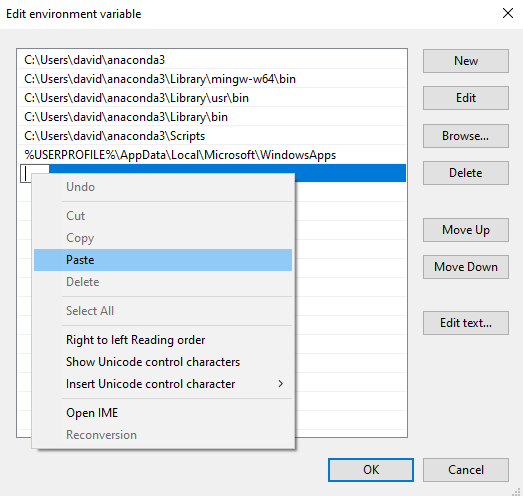 Edit environment variable
C:\Users\david\anaconda3
C:\Users\david\anaconda3\Library\mingw-w64\bin
C:\Users\david\anaconda3\Library\usr\bin
C:\Users\david\anaconda3\Library\bin
C:\Users\david\anaconda3\Scripts
%USERPROFILE%\AppData\Local\Microsoft\WindowsApps
Undo
Cut
Copy
Paste
Delete
Select All
Right to left Reading order
Show Unicode control characters
Insert Unicode control character
Open IME
Reconversion
New
Edit
Browse...
Delete
Move Up
Move Down
Edit text...
OK
Cancel